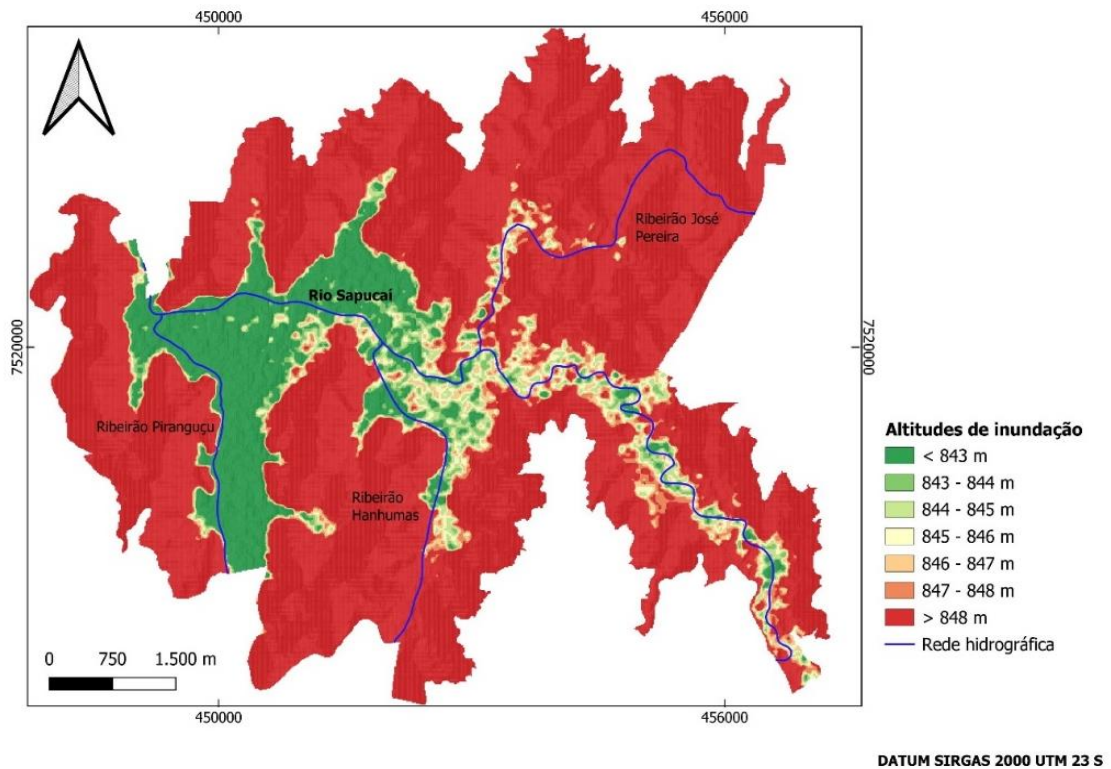 450000
456000
Ribeirão José
Pereira
Rio Sapucaí
7520000
7520000
Ribeirão Piranguçu
Ribeirão
Hanhumas
Altitudes de inundação
< 843 m
843 - 844 m
844 - 845 m
845 - 846 m
846 - 847 m
847 - 848 m
> 848 m
Rede hidrográfica
0 750 1.500 m
450000
456000
DATUM SIRGAS 2000 UTM 23 S